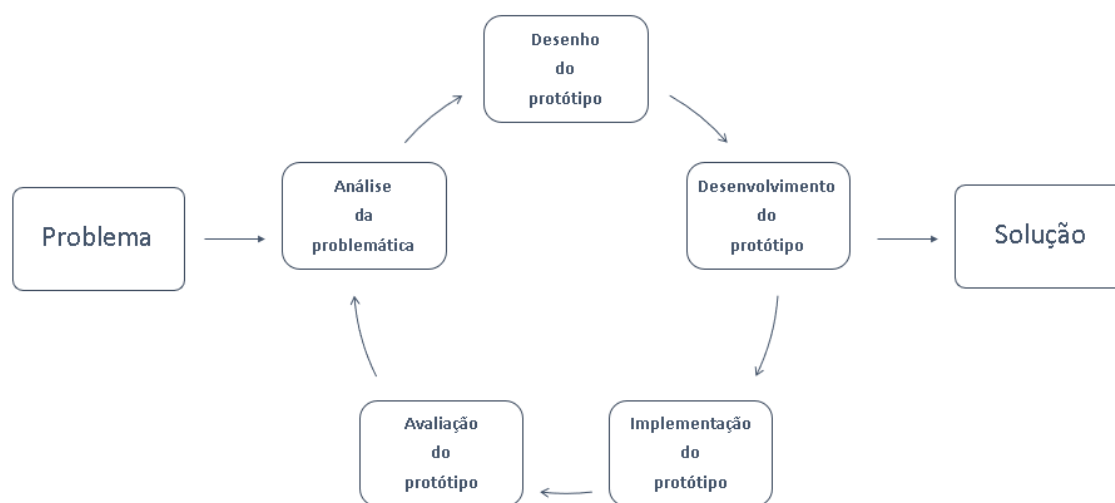 Desenho
do
protótipo
Análise
da
problemática
Desenvolvimento
do
protótipo
Problema
Solução
Avaliação
do
protótipo
Implementação
do
protótipo